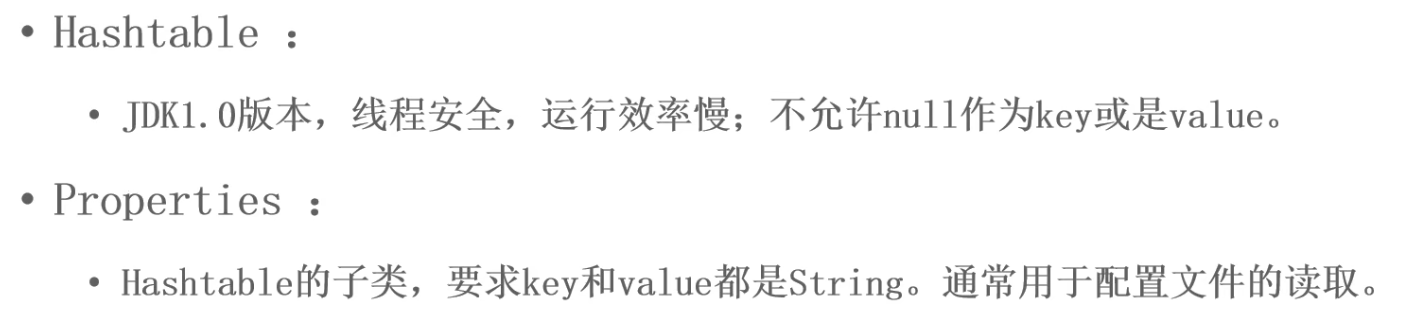 • Hashtable ：
• JDK1.0版本，线程安全，运行效率慢；不允许null作为key或是value。
• Properties ：
• Hashtable的子类，要求key和value都是String。通常用于配置文件的读取。